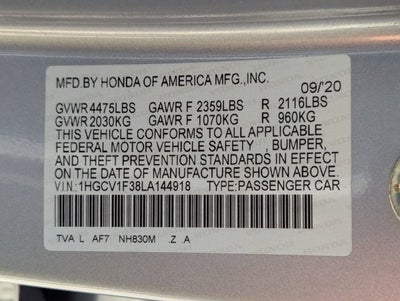 MFD.BY HONDA OF AMERICA MFG.,INC.
09/'20
GVWR 4475LBS GAWR F 2359LBS R 2116LBS
GVWR 2030KG GAWR F 1070KG R 960KG
THIS VEHICLE CONFORMS TO ALL APPLICABLE
FEDERAL MOTOR VEHICLE SAFETY , BUMPER,
AND THEFT PREVENTION STANDARDS IN EFFECT
ON THE DATE OF MANUFACTURE SHOWN ABOVE.
V.I.N.:1HGCV1F38LA144918 TYPE:PASSENGER CAR
TVA L AF7 NH830M .Z .A